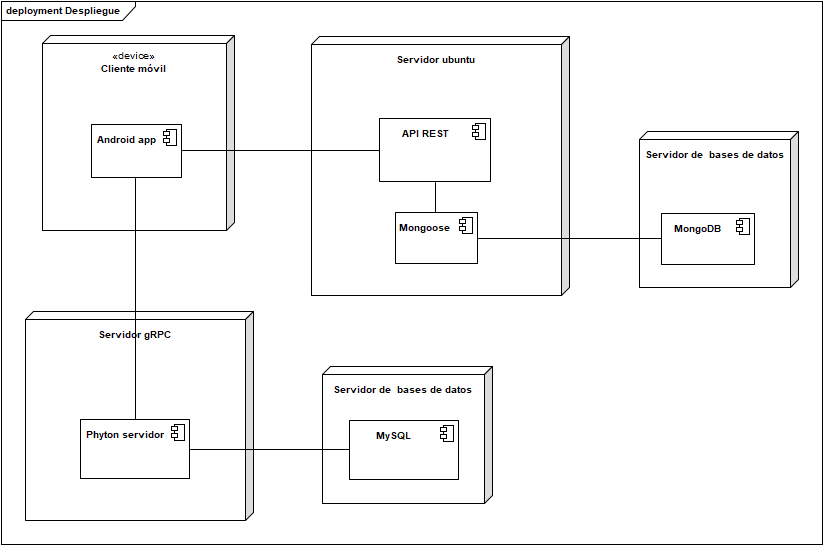 deployment Despliegue
«device»
Cliente móvil
Android app
Servidor ubuntu
API REST
Mongoose
Servidor de bases de datos
MongoDB
Servidor gRPC
Phyton servidor
Servidor de bases de datos
MySQL